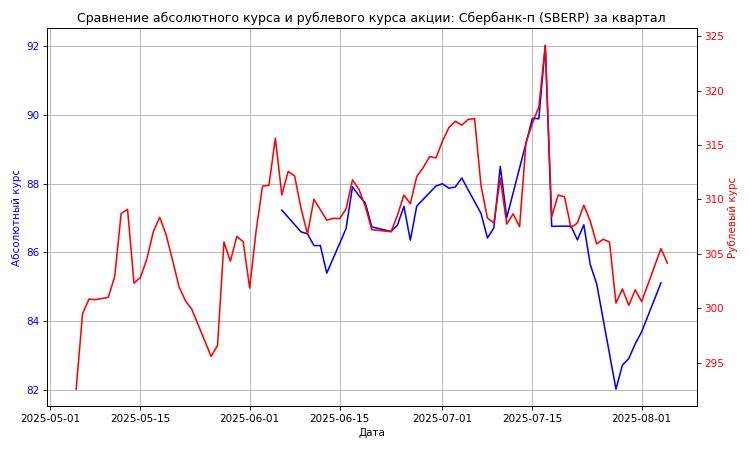 Сравнение абсолютного курса и рублевого курса акции: Сбербанк-п (SBERP) за квартал
Абсолютный курс
92
90
88
86
84
82
325
320
315
310
305
300
295
Рублевый курс
2025-05-01 2025-05-15 2025-06-01 2025-06-15 2025-07-01 2025-07-15 2025-08-01
Дата